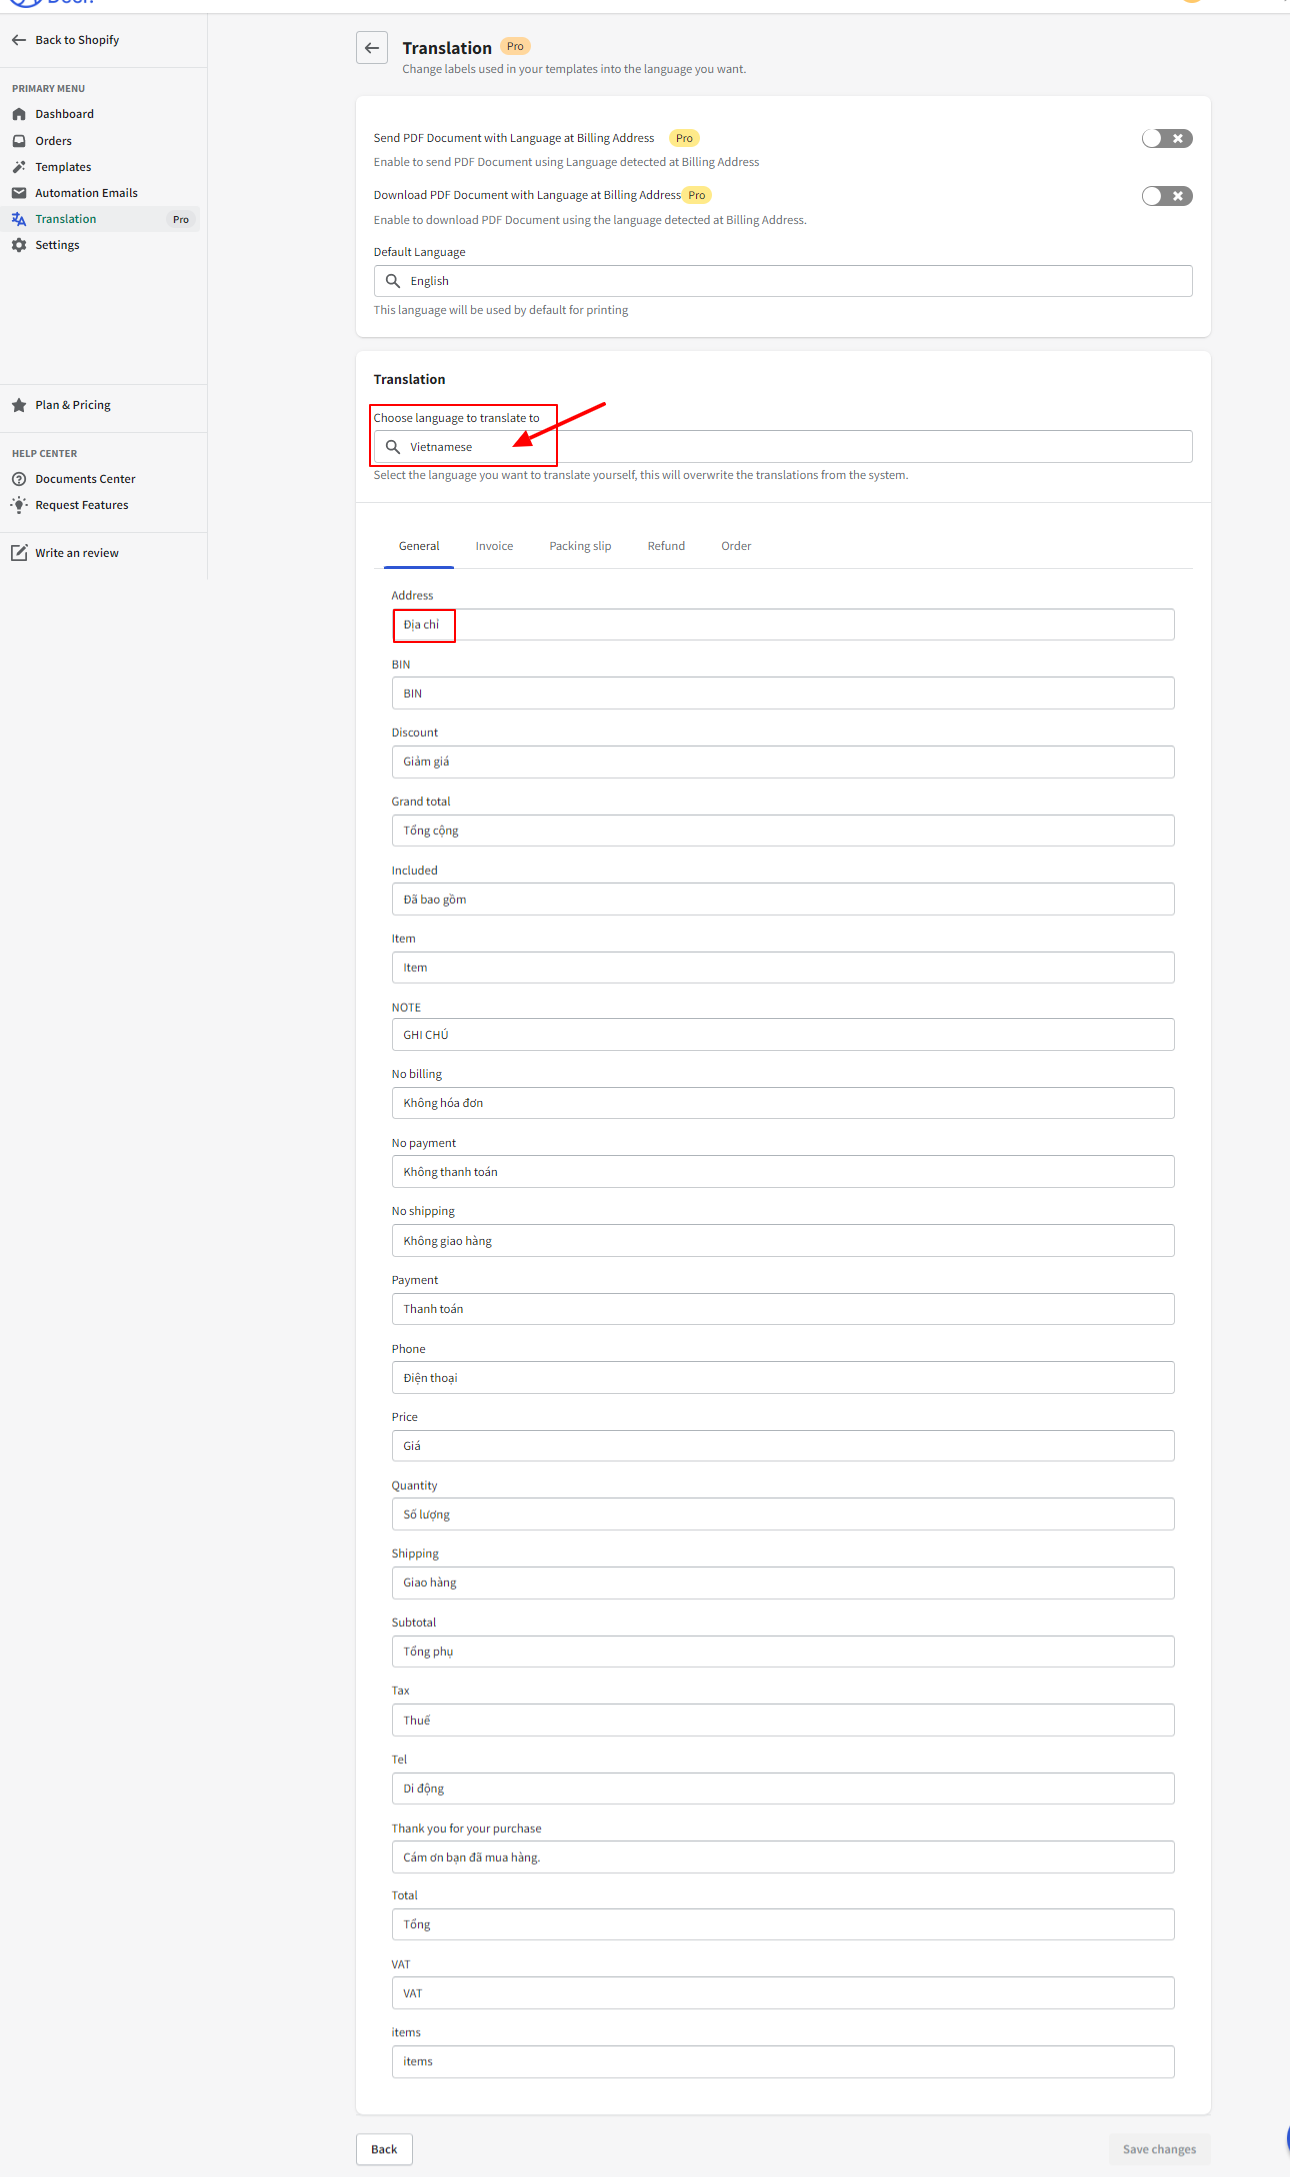 Back to Shopify
PRIMARY MENU
Dashboard
Orders
Templates
Automation Emails
Translation Pro
Settings
Plan & Pricing
HELP CENTER
Documents Center
Request Features
Write an review
Translation Pro
Change labels used in your templates into the language you want.
Send PDF Document with Language at Billing Address Pro
Enable to send PDF Document using Language detected at Billing Address
Download PDF Document with Language at Billing Address Pro
Enable to download PDF Document using the language detected at Billing Address.
Default Language
English
This language will be used by default for printing
Translation
Choose language to translate to
Vietnamese
Select the language you want to translate yourself, this will overwrite the translations from the system.
General Invoice Packing slip Refund Order
Address
Địa chỉ
BIN
BIN
Discount
Giảm giá
Grand total
Tổng cộng
Included
Đã bao gồm
Item
Item
NOTE
GHI CHÚ
No billing
Không hóa đơn
No payment
Không thanh toán
No shipping
Không giao hàng
Payment
Thanh toán
Phone
Điện thoại
Price
Giá
Quantity
Số lượng
Shipping
Giao hàng
Subtotal
Tổng phụ
Tax
Thuế
Tel
Di động
Thank you for your purchase
Cám ơn bạn đã mua hàng.
Total
Tổng
VAT
VAT
items
items
Back Save changes